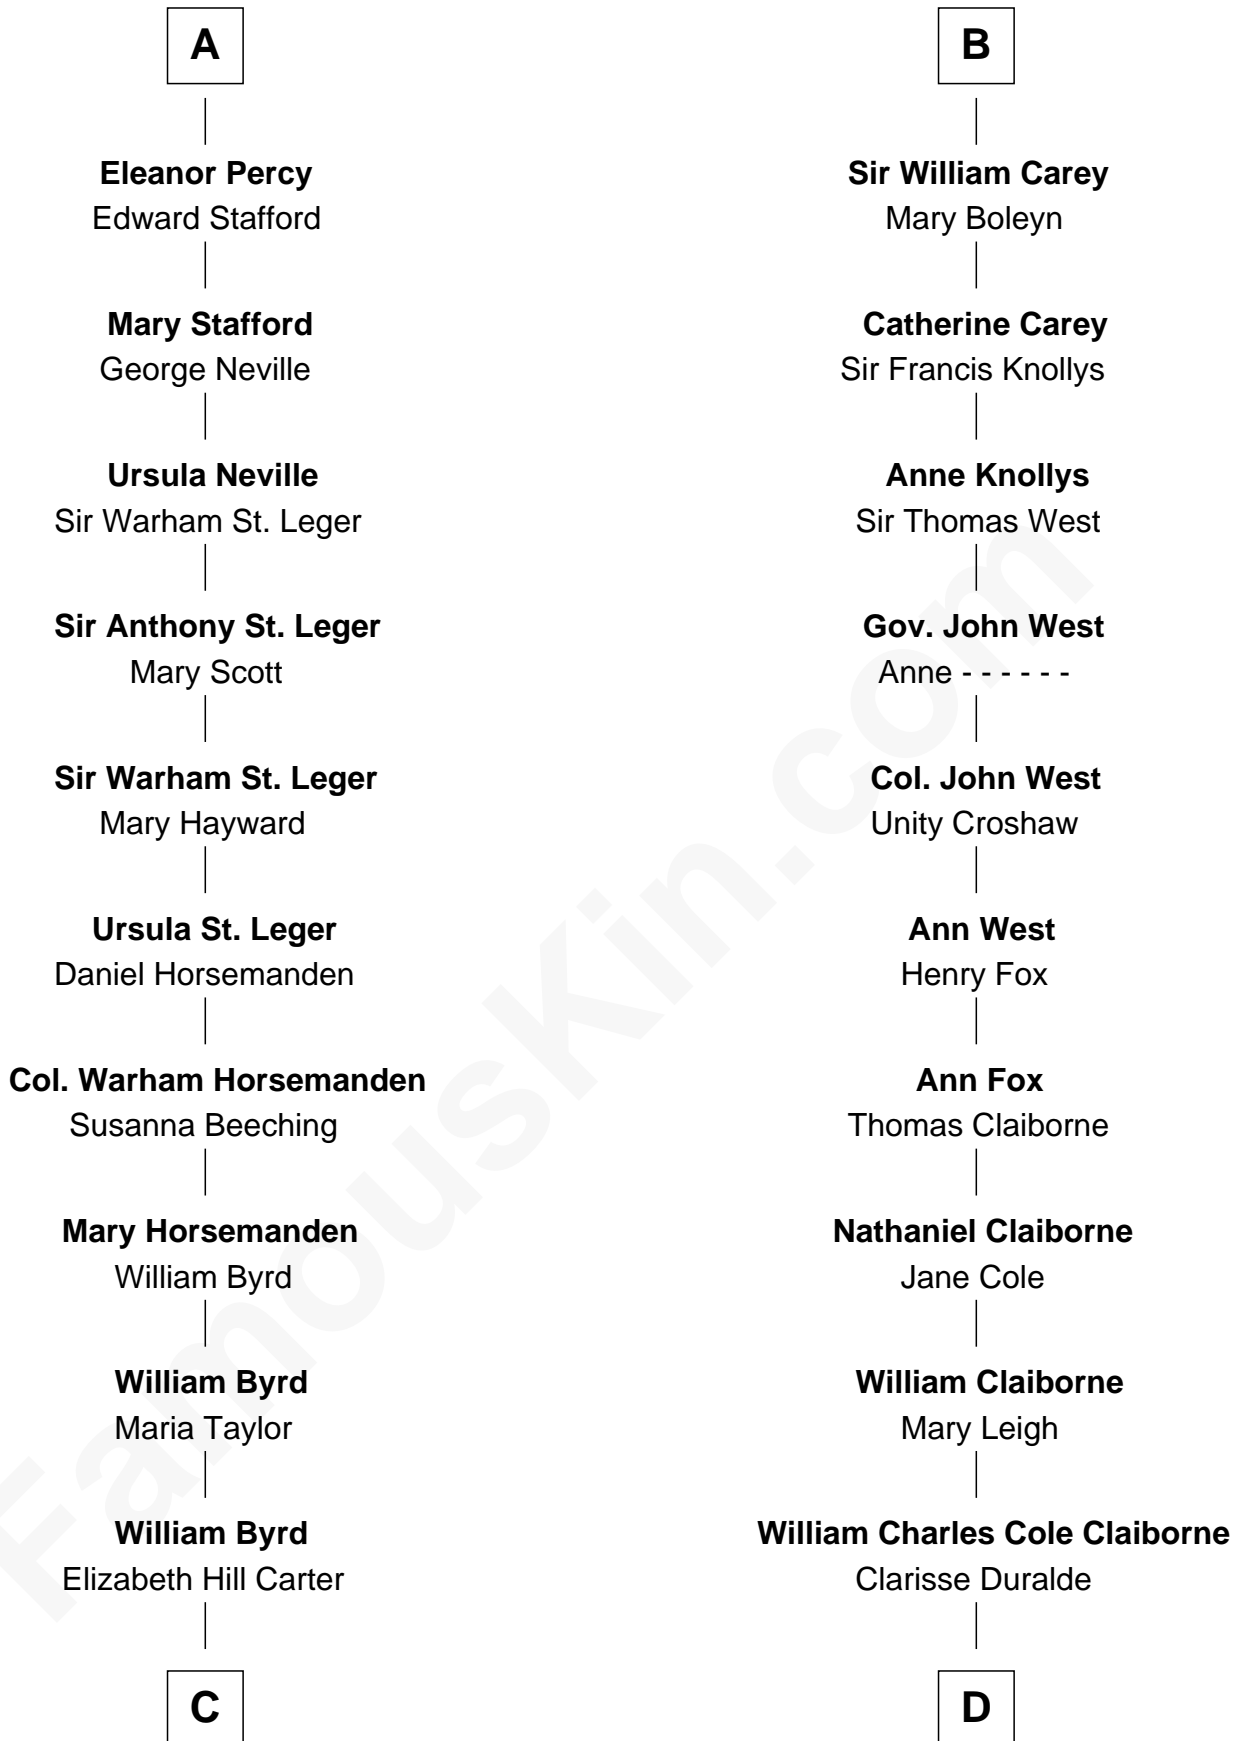 A
Eleanor Percy
Edward Stafford
Mary Stafford
George Neville
Ursula Neville
Sir Warham St. Leger
Sir Anthony St. Leger
Mary Scott
Sir Warham St. Leger
Mary Hayward
Ursula St. Leger
Daniel Horsemanden
Col. Warham Horsemanden
Susanna Beeching
Mary Horsemanden
William Byrd
William Byrd
Maria Taylor
William Byrd
Elizabeth Hill Carter
C
B
Sir William Carey
Mary Boleyn
Catherine Carey
Sir Francis Knollys
Anne Knollys
Sir Thomas West
Gov. John West
Anne - - - - - -
Col. John West
Unity Croshaw
Ann West
Henry Fox
Ann Fox
Thomas Claiborne
Nathaniel Claiborne
Jane Cole
William Claiborne
Mary Leigh
William Charles Cole Claiborne
Clarisse Duralde
D
FamousKin.com